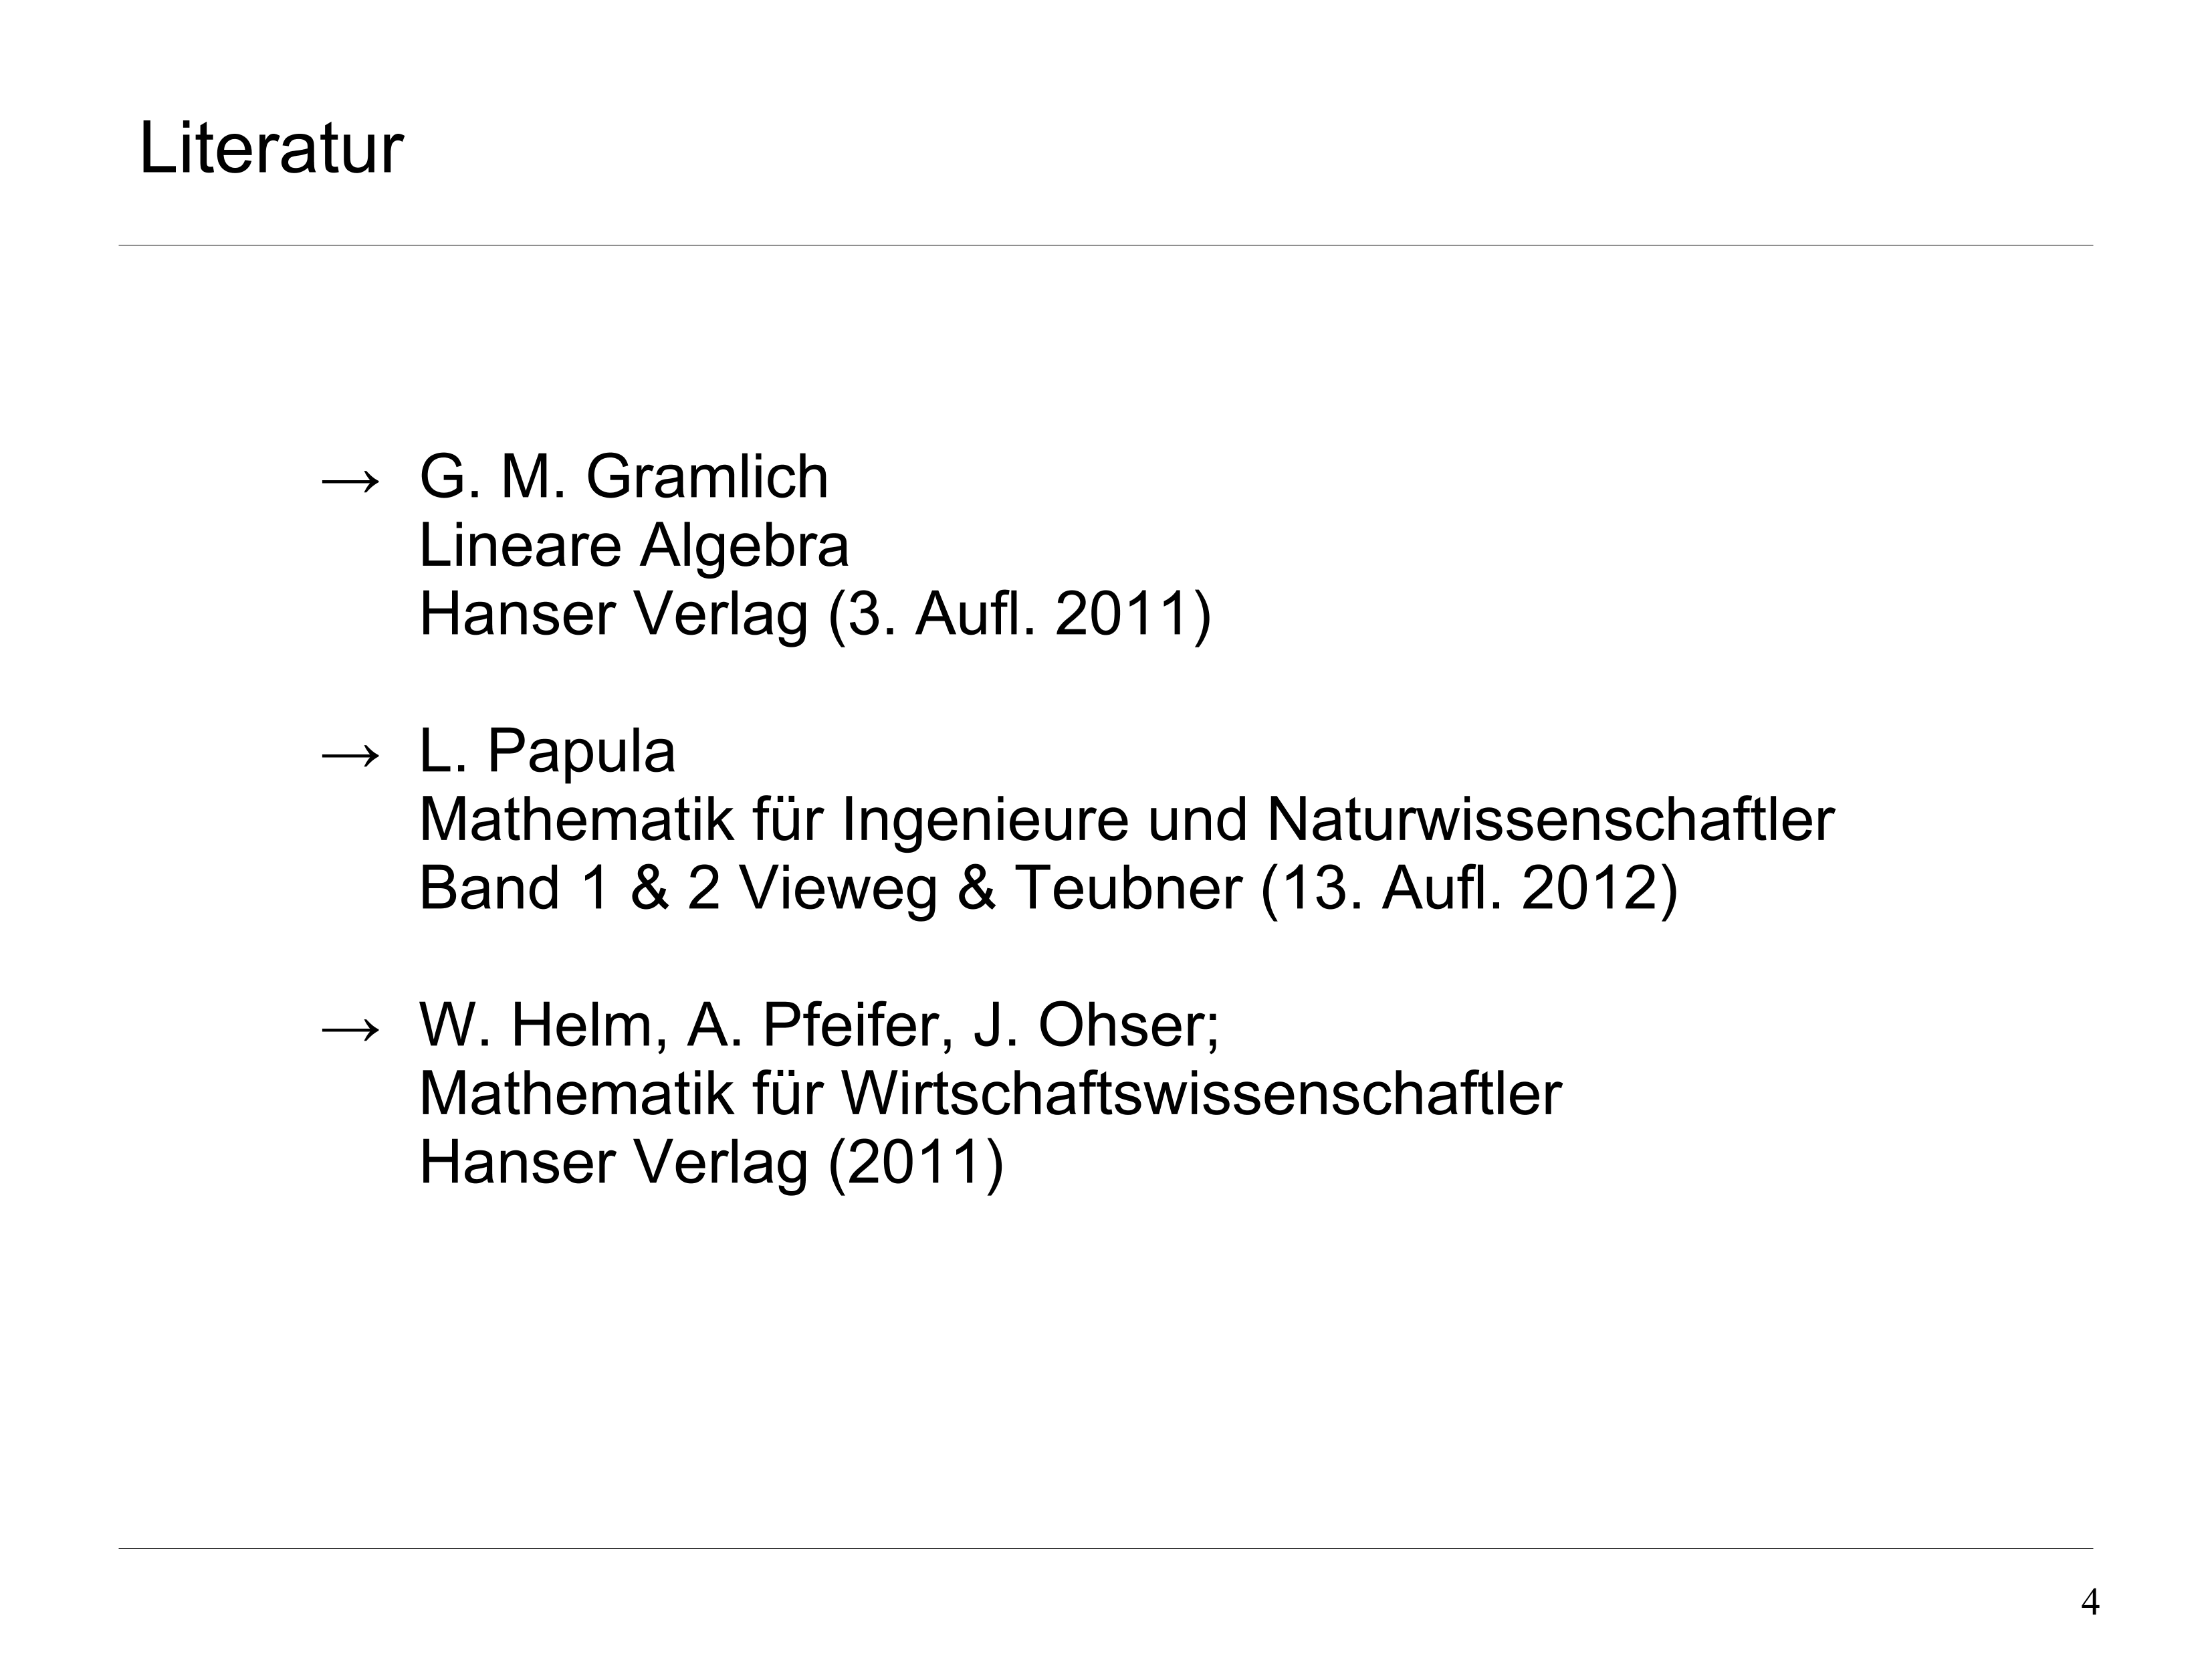 Literatur
→ G. M. Gramlich
Lineare Algebra
Hanser Verlag (3. Aufl. 2011)
→ L. Papula
Mathematik für Ingenieure und Naturwissenschaftler
Band 1 & 2 Vieweg & Teubner (13. Aufl. 2012)
→ W. Helm, A. Pfeifer, J. Ohser;
Mathematik für Wirtschaftswissenschaftler
Hanser Verlag (2011)
4